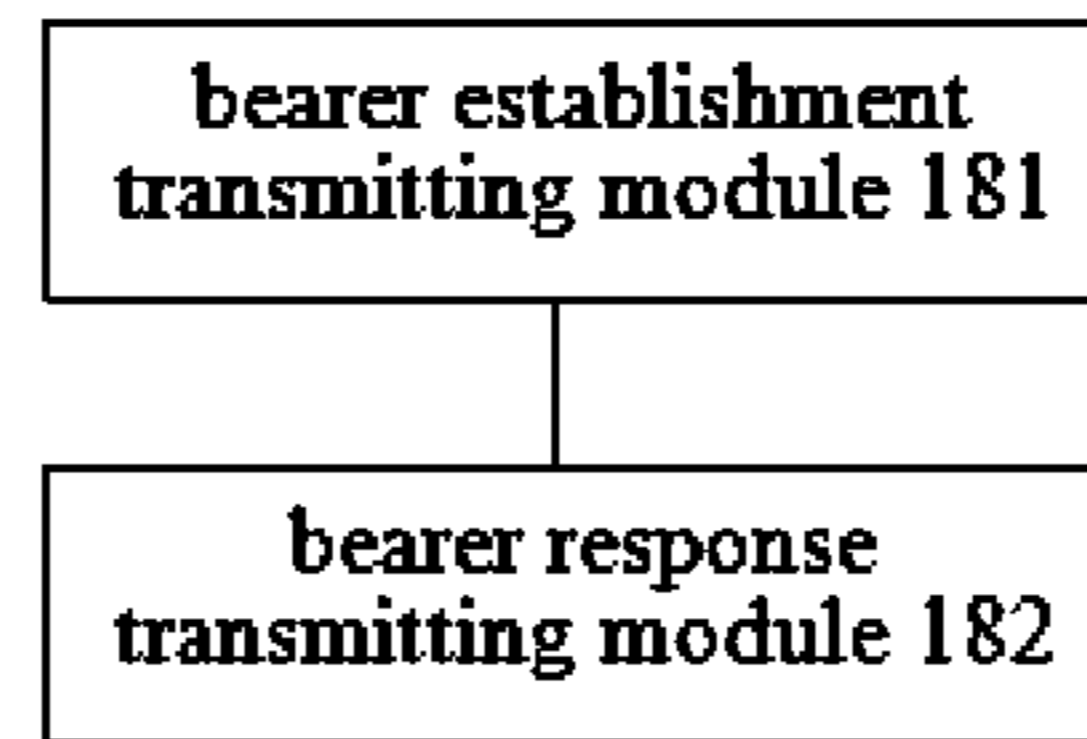 bearer establishment
transmitting module 181
bearer response
transmitting module 182